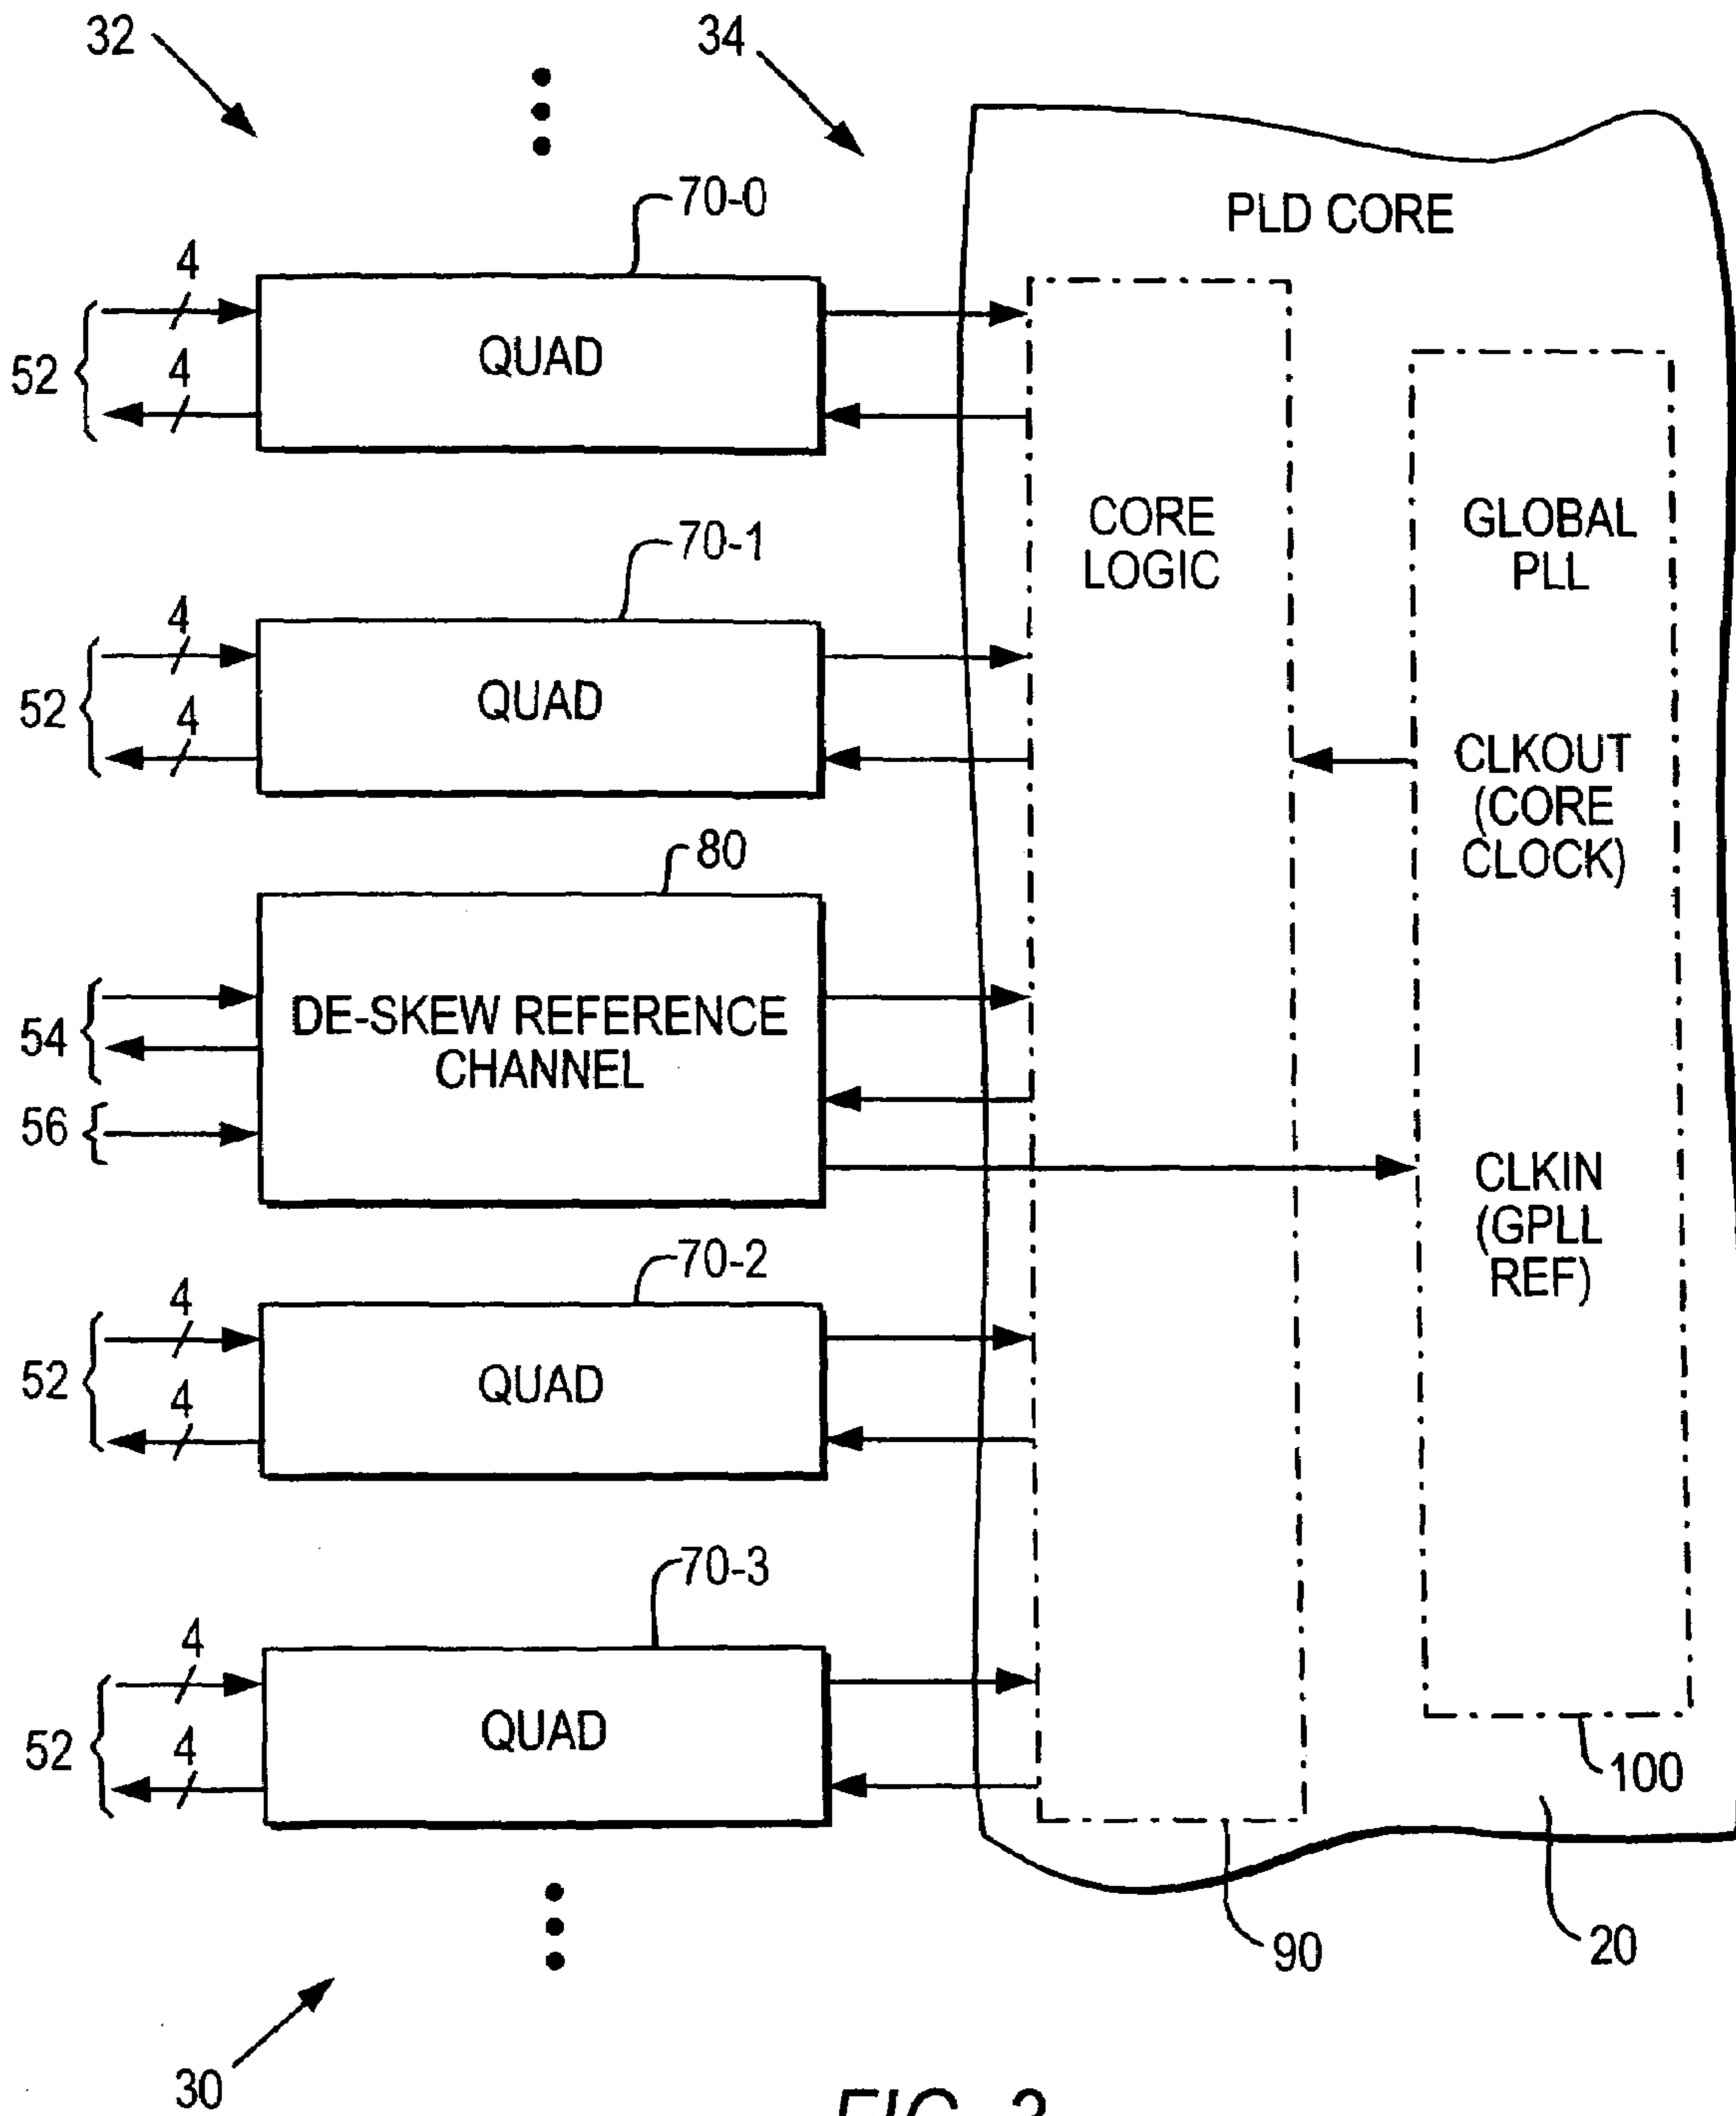 32
34
70-0
PLD CORE
4
52
4
QUAD
70-1
CORE
LOGIC
GLOBAL
PLL
4
52
4
QUAD
CLKOUT
(CORE
CLOCK)
80
54
56
DE-SKEW REFERENCE
CHANNEL
CLKIN
(GPLL
REF)
70-2
4
52
4
QUAD
70-3
4
52
4
QUAD
100
90
20
30